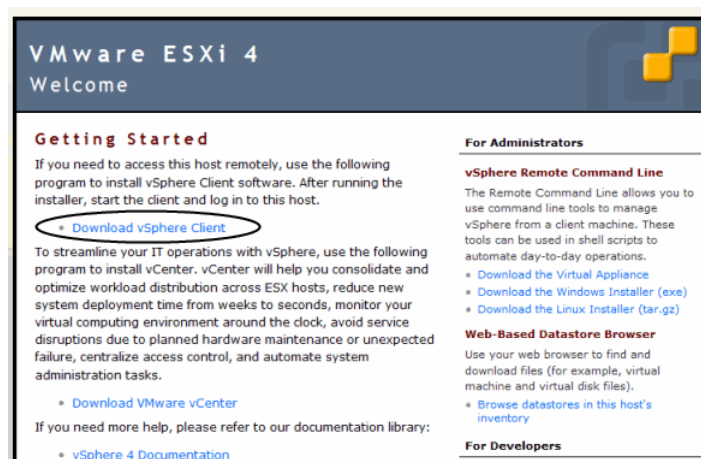 VMware ESXi 4
Welcome
Getting Started
If you need to access this host remotely, use the following
program to install vSphere Client software. After running the
installer, start the client and log in to this host.
Download vSphere Client
To streamline your IT operations with vSphere, use the following
program to install vCenter. vCenter will help you consolidate and
optimize workload distribution across ESX hosts, reduce new
system deployment time from weeks to seconds, monitor your
virtual computing environment around the clock, avoid service
disruptions due to planned hardware maintenance or unexpected
failure, centralize access control, and automate system
administration tasks.
Download VMware vCenter
If you need more help, please refer to our documentation library:
vSphere 4 Documentation
For Administrators
vSphere Remote Command Line
The Remote Command Line allows you to
use command line tools to manage
vSphere from a client machine. These
tools can be used in shell scripts to
automate day-to-day operations.
Download the Virtual Appliance
Download the Windows Installer (exe)
Download the Linux Installer (tar.gz)
Web-Based Datastore Browser
Use your web browser to find and
download files (for example, virtual
machine and virtual disk files).
Browse datastores in this host's
inventory
For Developers